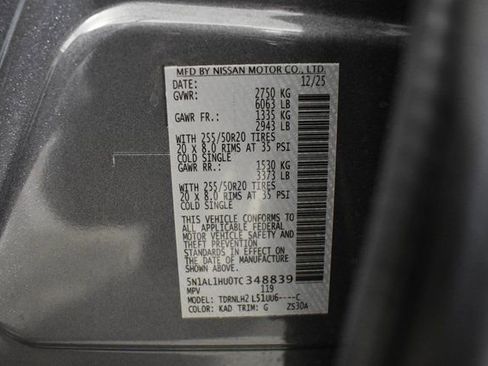 MFD BY NISSAN MOTOR CO., LTD.
12/25
GVWR: 2750 KG
6063 LB
GAWR FR.: 1335 KG
2943 LB
WITH 255/50R20 TIRES
20 X 8.0 RIMS AT 35 PSI
COLD SINGLE
GAWR RR.: 1530 KG
3373 LB
WITH 255/50R20 TIRES
20 X 8.0 RIMS AT 35 PSI
COLD SINGLE
THIS VEHICLE CONFORMS TO
ALL APPLICABLE FEDERAL
MOTOR VEHICLE SAFETY AND
THEFT PREVENTION
STANDARDS IN EFFECT ON
THE DATE OF MANUFACTURE
SHOWN ABOVE.
5N1AL1HU0TC348839
MPV 119
MODEL: TDRNLH2 L51UU6----C
COLOR: KAD TRIM: G ZS30A